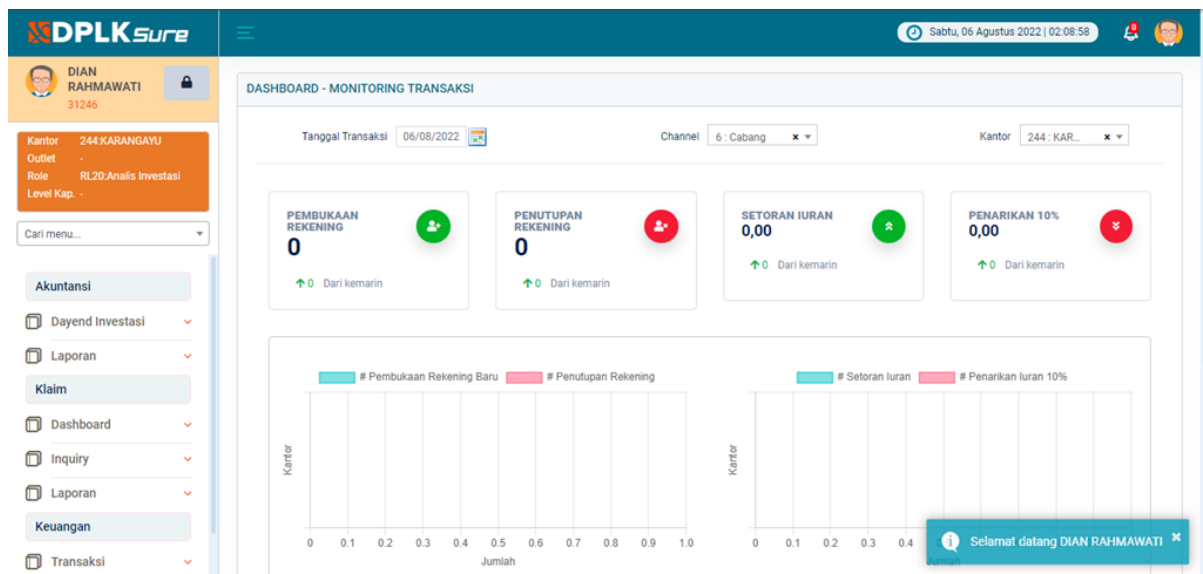 DPLK Sure
Sabtu, 06 Agustus 2022 | 02:08:58
0
DIAN
RAHMAWATI
31246
Kantor 244:KARANGAYU
Outlet -
Role RL20:Analis Investasi
Level Kap. -
Cari menu...
Akuntansi
Dayend Investasi
Laporan
Klaim
Dashboard
Inquiry
Laporan
Keuangan
Transaksi
DASHBOARD - MONITORING TRANSAKSI
Tanggal Transaksi 06/08/2022
Channel 6 : Cabang x
Kantor 244 : KAR... x
PEMBUKAAN
REKENING
0
0 Dari kemarin
PENUTUPAN
REKENING
0
0 Dari kemarin
SETORAN IURAN
0,00
0 Dari kemarin
PENARIKAN 10%
0,00
0 Dari kemarin
# Pembukaan Rekening Baru # Penutupan Rekening
Kantor
0 0.1 0.2 0.3 0.4 0.5 0.6 0.7 0.8 0.9 1.0
Jumlah
# Setoran Iuran # Penarikan Iuran 10%
Kantor
0 0.1 0.2 0.3 0.4
Jumlah
Selamat datang DIAN RAHMAWATI ×